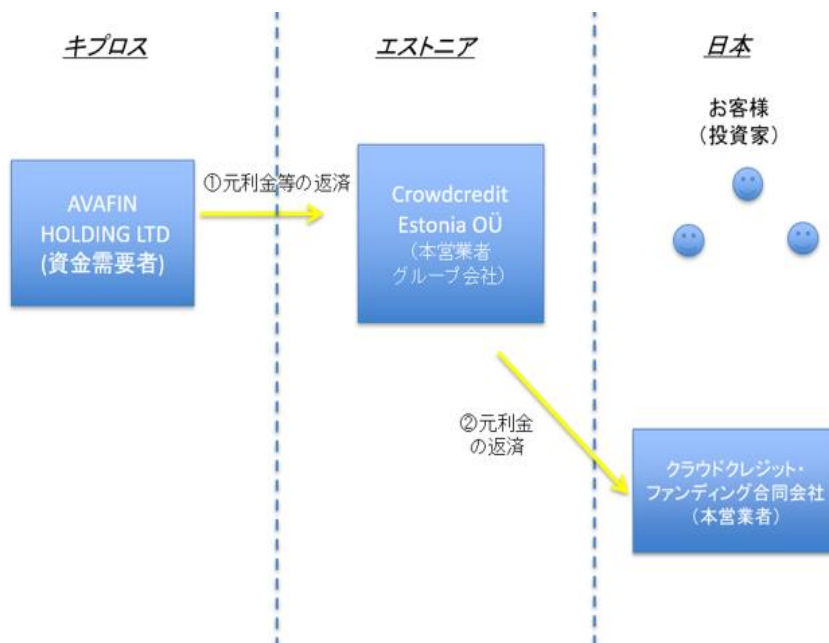 キプロス
エストニア
日本
お客様
（投資家）
①元利金等の返済
AVAFIN
HOLDING LTD
(資金需要者)
Crowdcredit
Estonia OÜ
（本営業者
グループ会社）
②元利金
の返済
クラウドクレジット・
ファンディング合同会社
（本営業者）